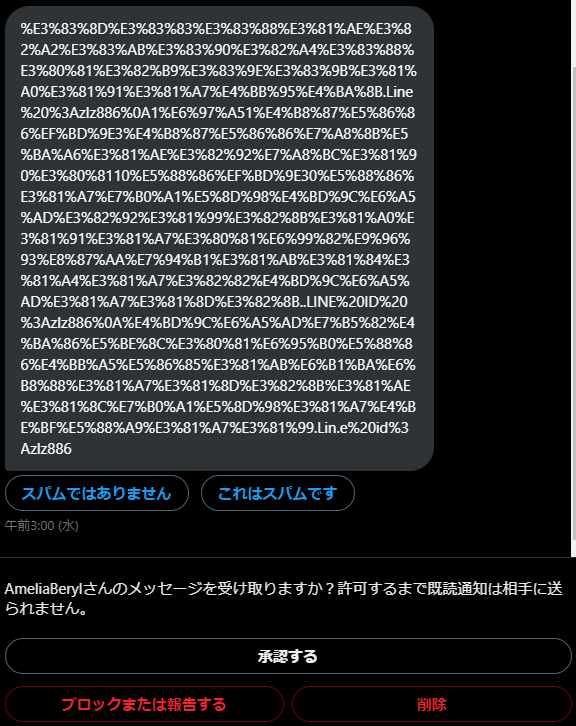 %E3%83%8D%E3%83%83%E3%83%88%E3%81%AE%E3%8
2%A2%E3%83%AB%E3%83%90%E3%82%A4%E3%83%88%
E3%80%81%E3%82%B9%E3%83%9E%E3%83%9B%E3%81%
A0%E3%81%91%E3%81%A7%E4%BB%95%E4%BA%8B.Line
%20%3Azlz886%0A1%E6%97%A51%E4%B8%87%E5%86%8
6%EF%BD%9E3%E4%B8%87%E5%86%86%E7%A8%8B%E5
%BA%A6%E3%81%AE%E3%82%92%E7%A8%BC%E3%81%9
0%E3%80%8110%E5%88%86%EF%BD%9E30%E5%88%86%
E3%81%A7%E7%B0%A1%E5%8D%98%E4%BD%9C%E6%A5
%AD%E3%82%92%E3%81%99%E3%82%8B%E3%81%A0%E
3%81%91%E3%81%A7%E3%80%81%E6%99%82%E9%96%
93%E8%87%AA%E7%94%B1%E3%81%AB%E3%81%84%E3
%81%A4%E3%81%A7%E3%82%82%E4%BD%9C%E6%A5%
AD%E3%81%A7%E3%81%8D%E3%82%8B..LINE%20ID%20
%3Azlz886%0A%E4%BD%9C%E6%A5%AD%E7%B5%82%E4
%BA%86%E5%BE%8C%E3%80%81%E6%95%B0%E5%88%8
6%E4%BB%A5%E5%86%85%E3%81%AB%E6%B1%BA%E6%
B8%88%E3%81%A7%E3%81%8D%E3%82%8B%E3%81%AE
%E3%81%8C%E7%B0%A1%E5%8D%98%E3%81%A7%E4%B
E%BF%E5%88%A9%E3%81%A7%E3%81%99.Lin.e%20id%3
Azlz886
スパムではありません
これはスパムです
午前3:00 (水)
AmeliaBerylさんのメッセージを受け取りますか？許可するまで既読通知は相手に送
られません。
承認する
ブロックまたは報告する
削除